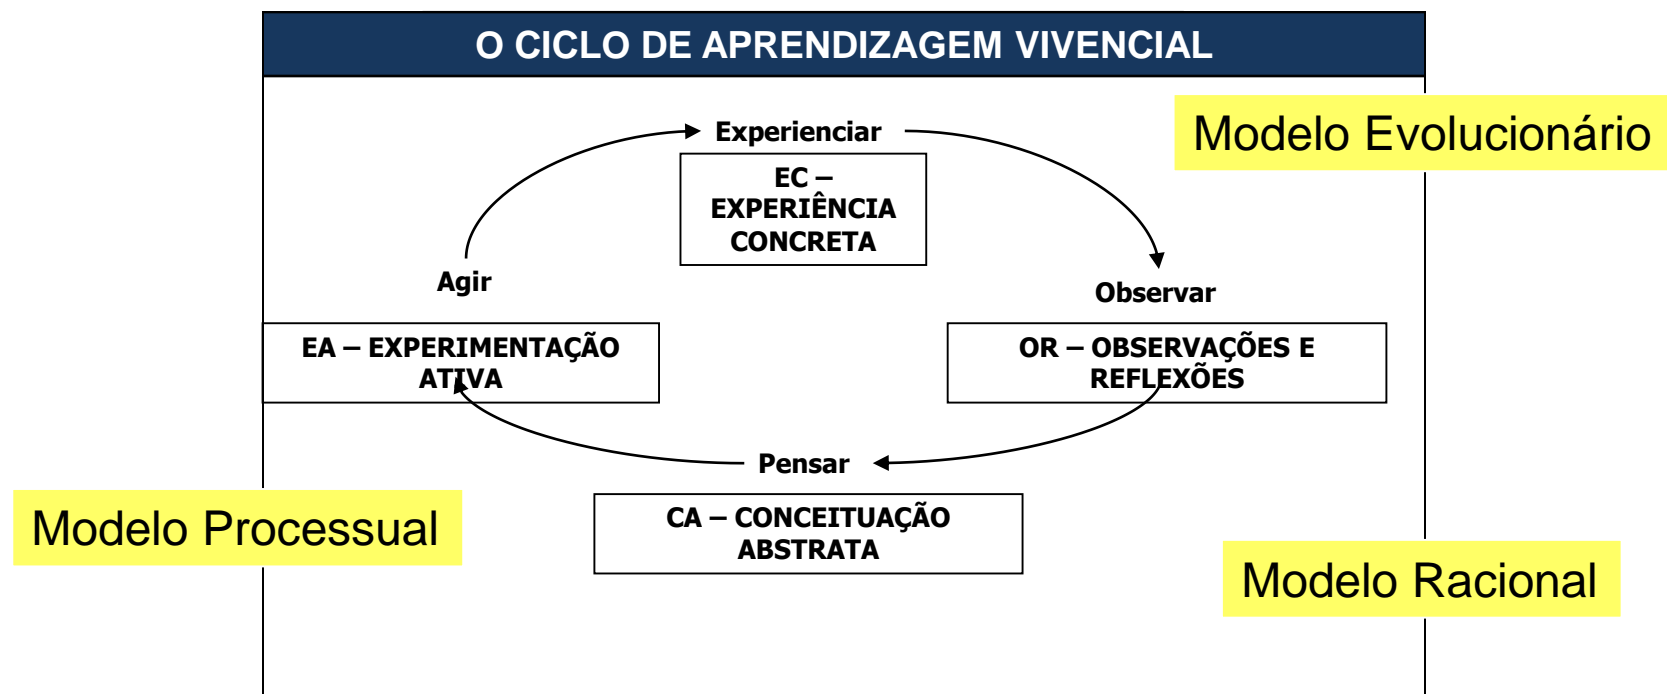 O CICLO DE APRENDIZAGEM VIVENCIAL
Modelo Evolucionário
Experienciar
EC –
EXPERIÊNCIA
CONCRETA
Agir
Observar
EA – EXPERIMENTAÇÃO
ATIVA
OR – OBSERVAÇÕES E
REFLEXÕES
Pensar
CA – CONCEITUAÇÃO
ABSTRATA
Modelo Processual
Modelo Racional